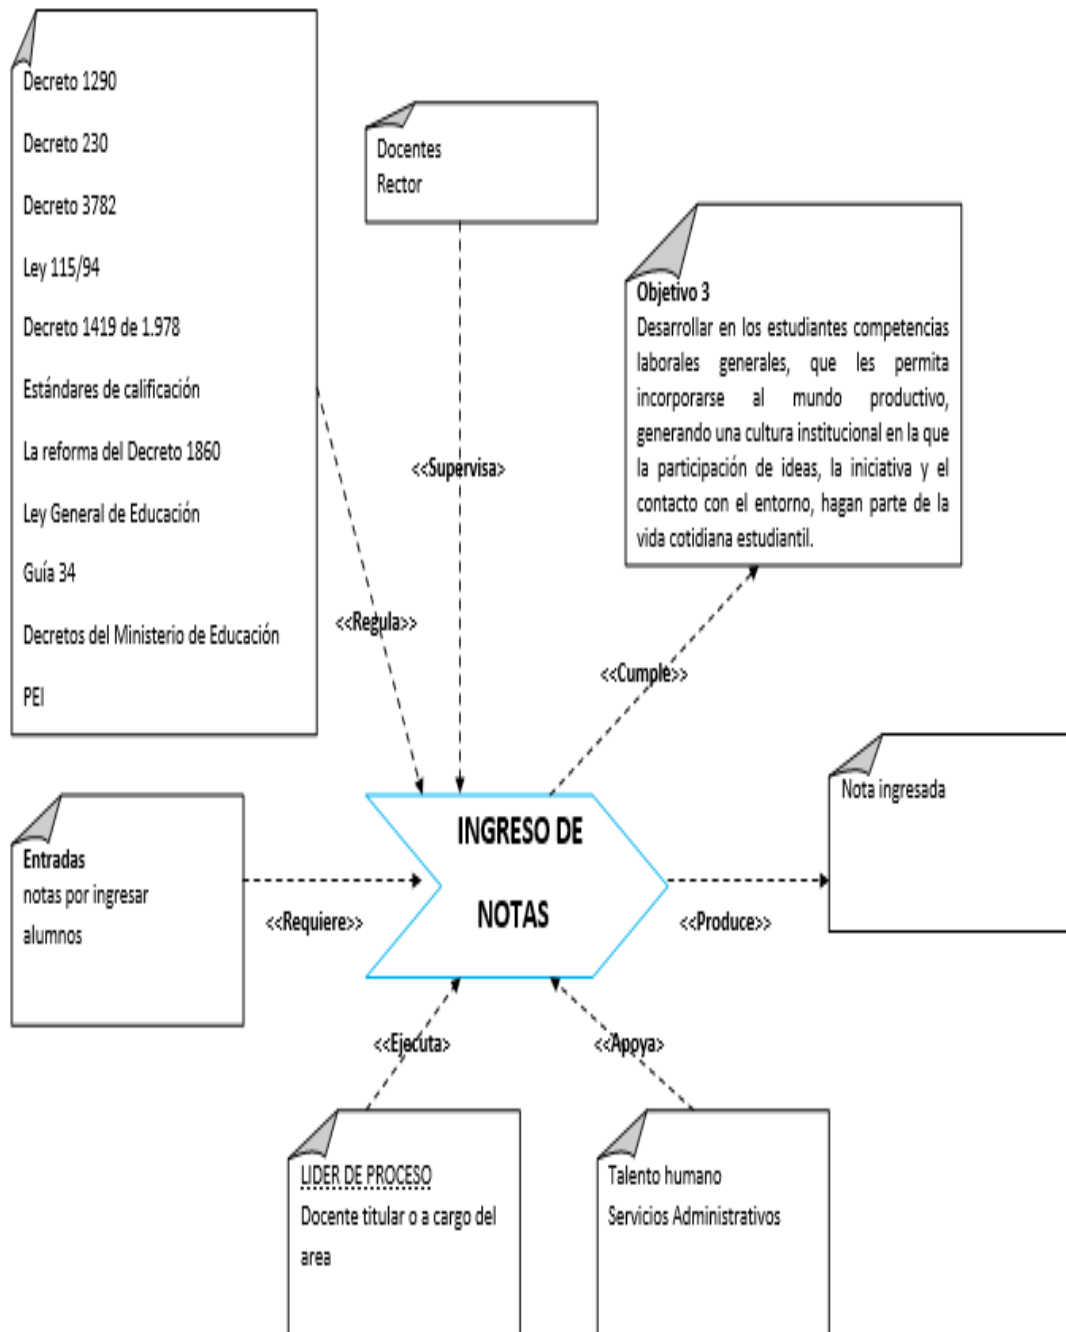 Decreto 1290
Decreto 230
Decreto 3782
Ley 115/94
Decreto 1419 de 1.978
Estándares de calificación
La reforma del Decreto 1860
Ley General de Educación
Guía 34
Decretos del Ministerio de Educación
PEI
Docentes
Rector
Objetivo 3
Desarrollar en los estudiantes competencias
laborales generales, que les permita
incorporarse al mundo productivo,
generando una cultura institucional en la que
la participación de ideas, la iniciativa y el
contacto con el entorno, hagan parte de la
vida cotidiana estudiantil.
<<Supervisa>
<<Regula>>
<<Cumple>>
Entradas
notas por ingresar
alumnos
<<Requiere>>
INGRESO DE
NOTAS
<<Produce>>
Nota ingresada
<<Ejecuta>
<<Apoya>
LIDER DE PROCESO
Docente titular o a cargo del
area
Talento humano
Servicios Administrativos